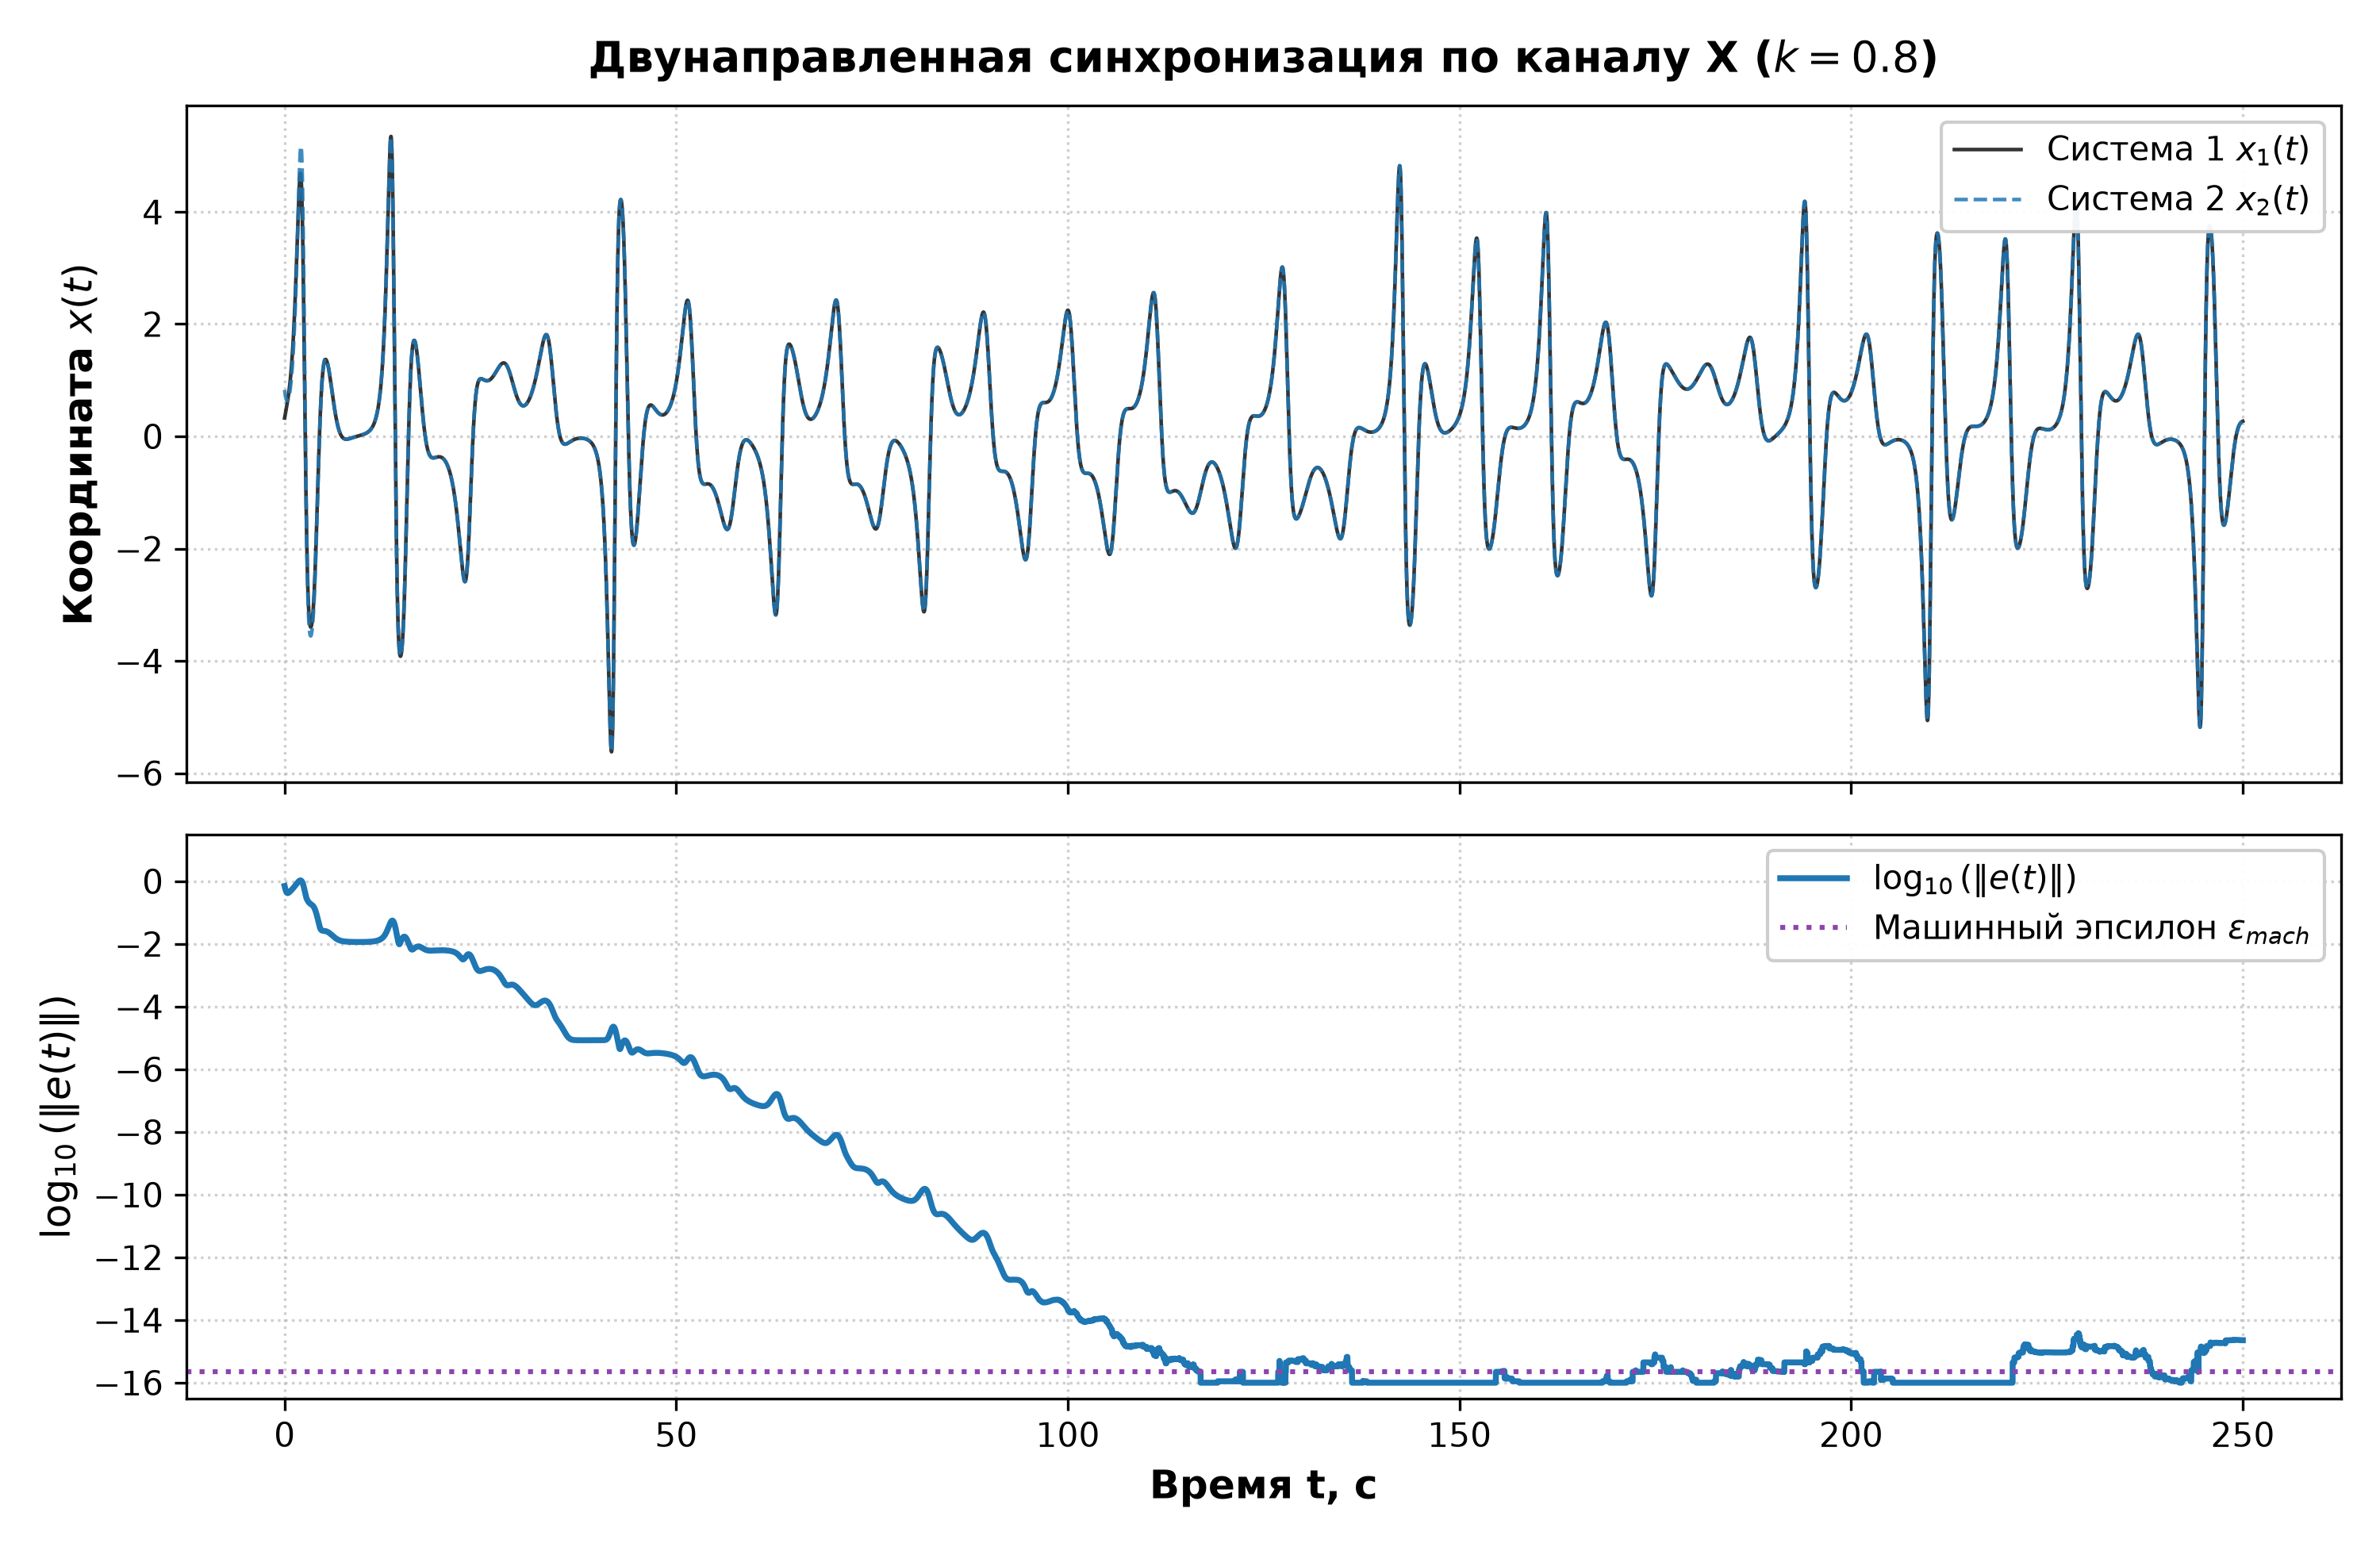 Двунаправленная синхронизация по каналу X (k = 0.8)
Система 1 x₁(t)
Система 2 x₂(t)
Координата x(t)
4
2
0
−2
−4
−6
log₁₀(‖e(t)‖)
Машинный эпсилон εₘₐcₕ
log₁₀(‖e(t)‖)
0
−2
−4
−6
−8
−10
−12
−14
−16
0 50 100 150 200 250
Время t, с